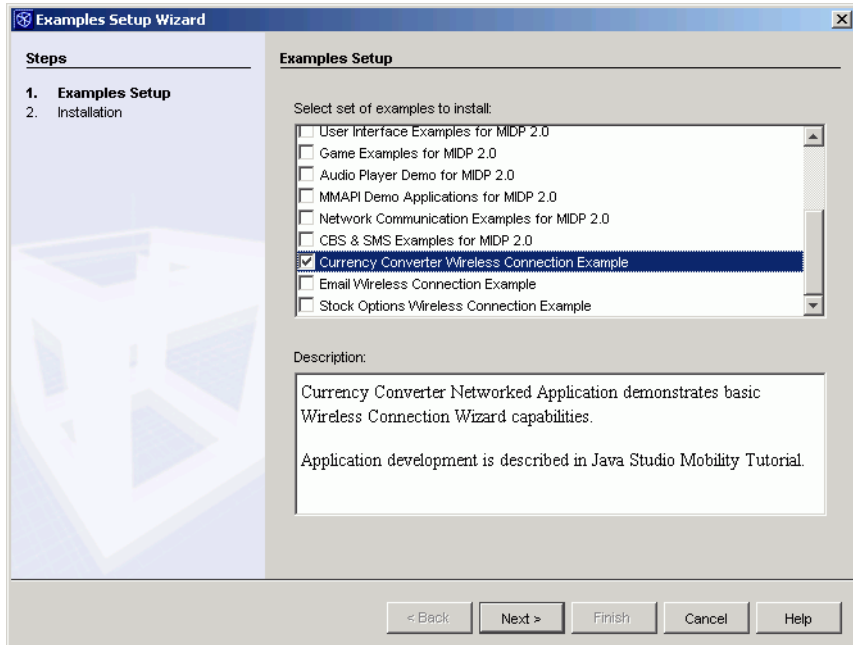 Examples Setup Wizard
Steps
1. Examples Setup
2. Installation
Examples Setup
Select set of examples to install:
User Interface Examples for MIDP 2.0
Game Examples for MIDP 2.0
Audio Player Demo for MIDP 2.0
MMAPI Demo Applications for MIDP 2.0
Network Communication Examples for MIDP 2.0
CBS & SMS Examples for MIDP 2.0
Currency Converter Wireless Connection Example
Email Wireless Connection Example
Stock Options Wireless Connection Example
Description:
Currency Converter Networked Application demonstrates basic
Wireless Connection Wizard capabilities.
Application development is described in Java Studio Mobility Tutorial.
< Back Next > Finish Cancel Help